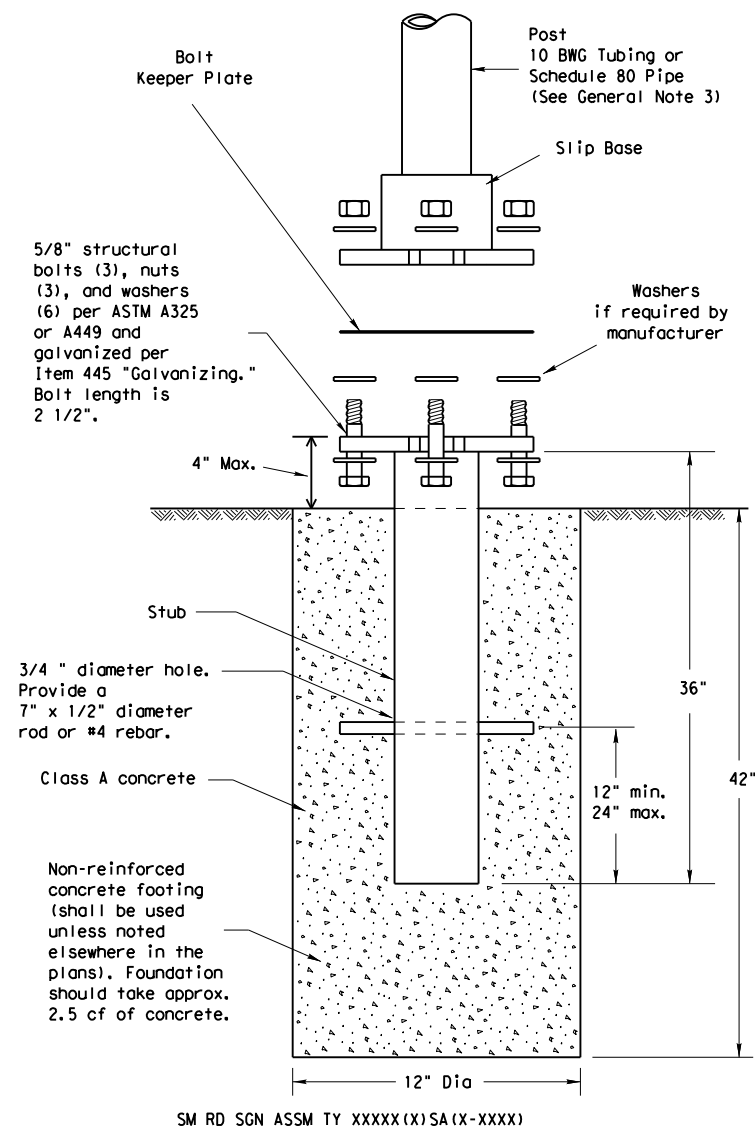 Bolt
Keeper Plate
Post
10 BWG Tubing or
Schedule 80 Pipe
(See General Note 3)
Slip Base
5/8" structural
bolts (3), nuts
(3), and washers
(6) per ASTM A325
or A449 and
galvanized per
Item 445 "Galvanizing."
Bolt length is
2 1/2".
Washers
if required by
manufacturer
4" Max.
Stub
3/4 " diameter hole.
Provide a
7" x 1/2" diameter
rod or #4 rebar.
36"
Class A concrete
12" min.
24" max.
42"
Non-reinforced
concrete footing
(shall be used
unless noted
elsewhere in the
plans). Foundation
should take approx.
2.5 cf of concrete.
12" Dia
SM RD SGN ASSM TY XXXXX(X)SA(X-XXXX)